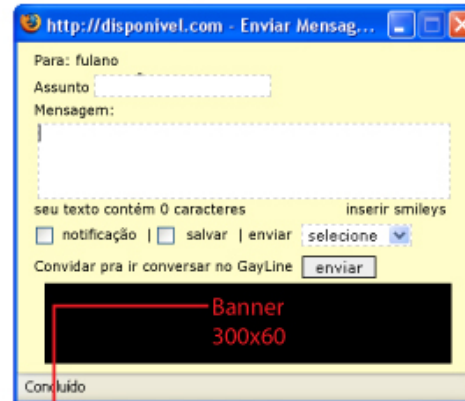 http://disponivel.com - Enviar Mensag...
Para: fulano
Assunto
Mensagem:
seu texto contém 0 caracteres inserir smileys
notificação | salvar | enviar selecione
Convidar pra ir conversar no GayLine enviar
Banner
300x60
Concluído